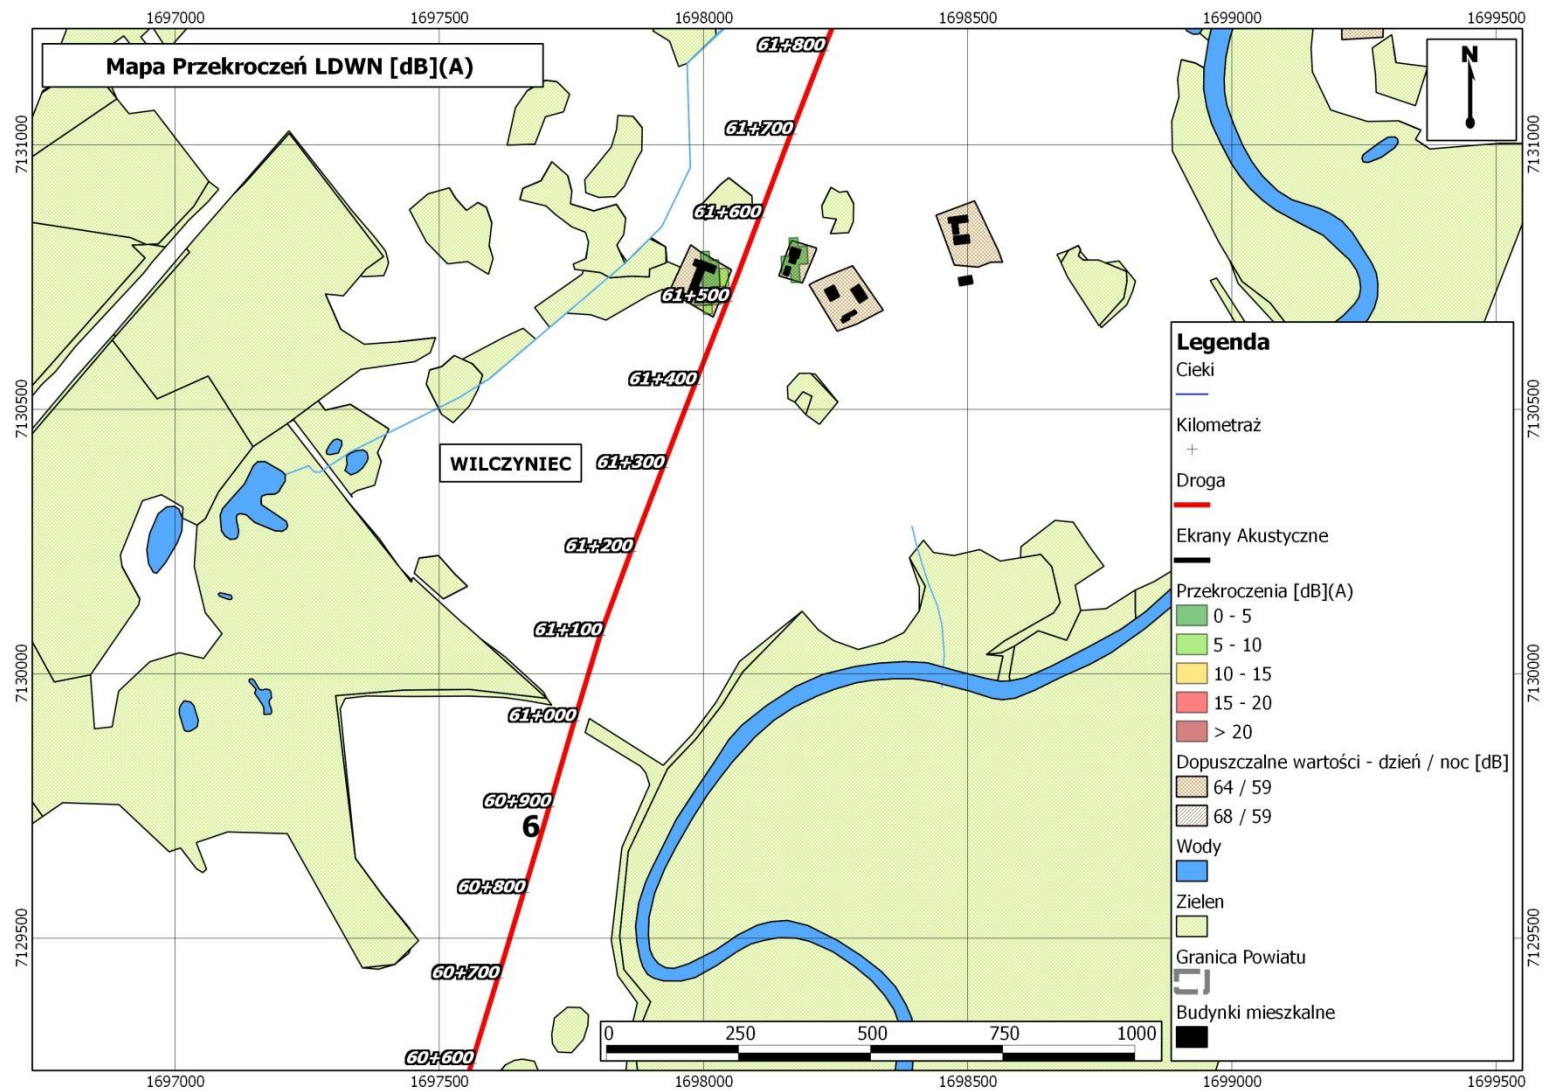 1697000 1697500 1698000 1698500 1699000 1699500
Mapa Przekroczeń LDWN [dB](A)
N
61+800
61+700
7131000 7131000
61+600
61+500
61+400
7130500 7130500
WILCZYNIEC
61+300
61+200
61+100
7130000 7130000
61+000
60+900
6
60+800
7129500 7129500
60+700
60+600
Legenda
Cieki
Kilometraż
Droga
Ekrany Akustyczne
Przekroczenia [dB](A)
0 - 5
5 - 10
10 - 15
15 - 20
> 20
Dopuszczalne wartości - dzień / noc [dB]
64 / 59
68 / 59
Wody
Zielen
Granica Powiatu
Budynki mieszkalne
0 250 500 750 1000
1697000 1697500 1698000 1698500 1699000 1699500